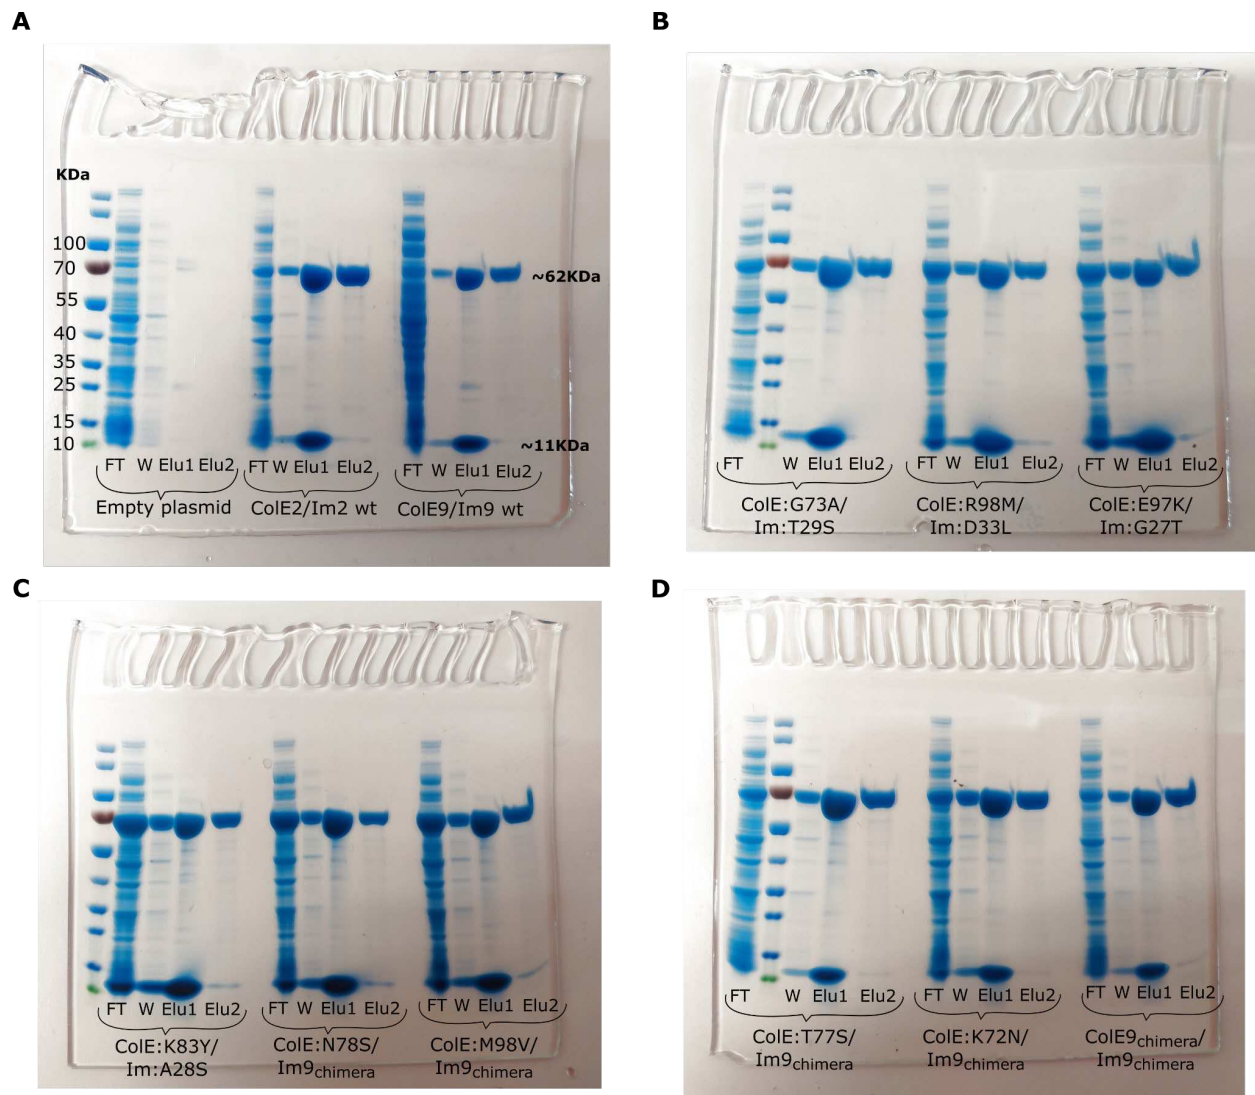 A
KDa
100
70
55
40
35
25
15
10
~62KDa
~11KDa
FT W Elu1 Elu2 FT W Elu1 Elu2 FT W Elu1 Elu2
Empty plasmid ColE2/Im2 wt ColE9/Im9 wt
B
FT W Elu1 Elu2 FT W Elu1 Elu2 FT W Elu1 Elu2
ColE:G73A/ ColE:R98M/ ColE:E97K/
Im:T29S Im:D33L Im:G27T
C
FT W Elu1 Elu2 FT W Elu1 Elu2 FT W Elu1 Elu2
ColE:K83Y/ ColE:N78S/ ColE:M98V/
Im:A28S Im9chimera Im9chimera
D
FT W Elu1 Elu2 FT W Elu1 Elu2 FT W Elu1 Elu2
ColE:T77S/ ColE:K72N/ ColE9chimera/
Im9chimera Im9chimera Im9chimera